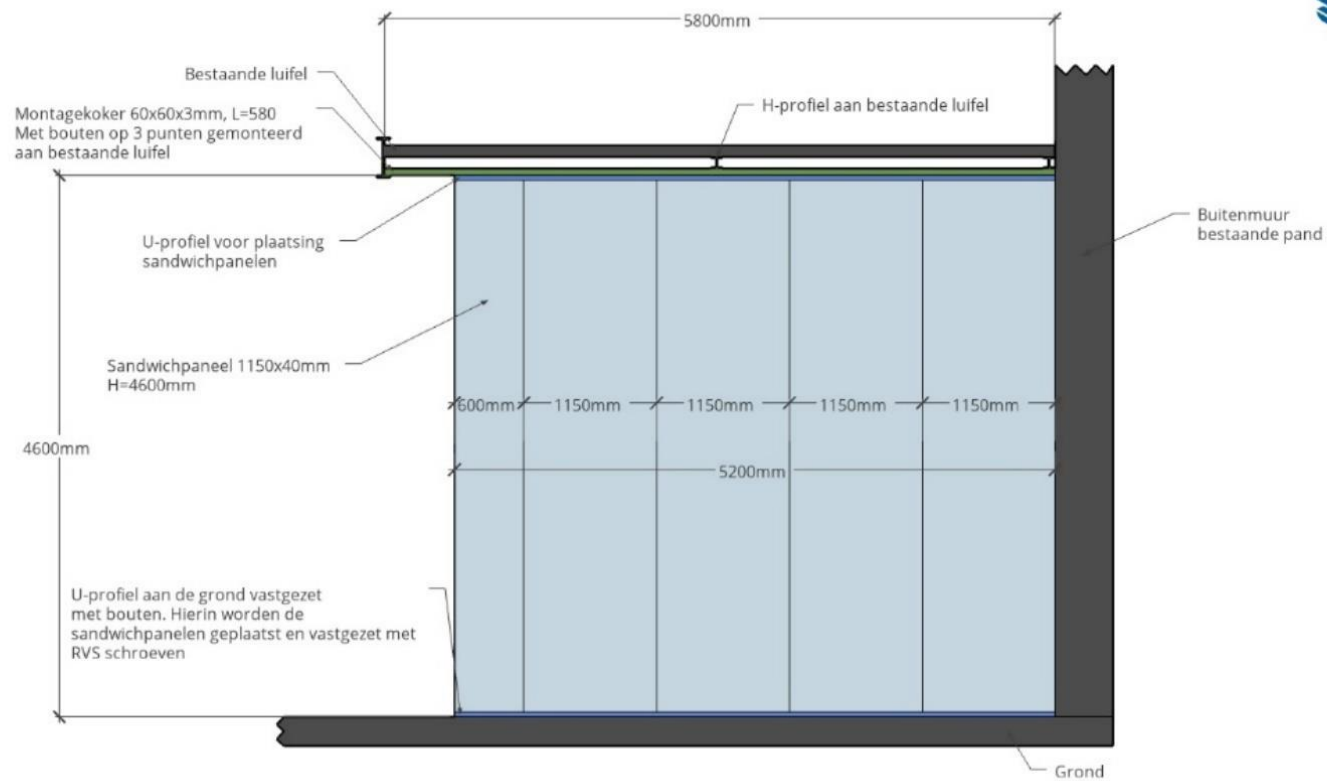 5800mm
Bestaande luifel
Montagekoker 60x60x3mm, L=580
Met bouten op 3 punten gemonteerd
aan bestaande luifel
H-profiel aan bestaande luifel
U-profiel voor plaatsing
sandwichpanelen
Buitenmuur
bestaande pand
Sandwichpaneel 1150x40mm
H=4600mm
600mm
1150mm
1150mm
1150mm
1150mm
4600mm
5200mm
U-profiel aan de grond vastgezet
met bouten. Hierin worden de
sandwichpanelen geplaatst en vastgezet met
RVS schroeven
Grond